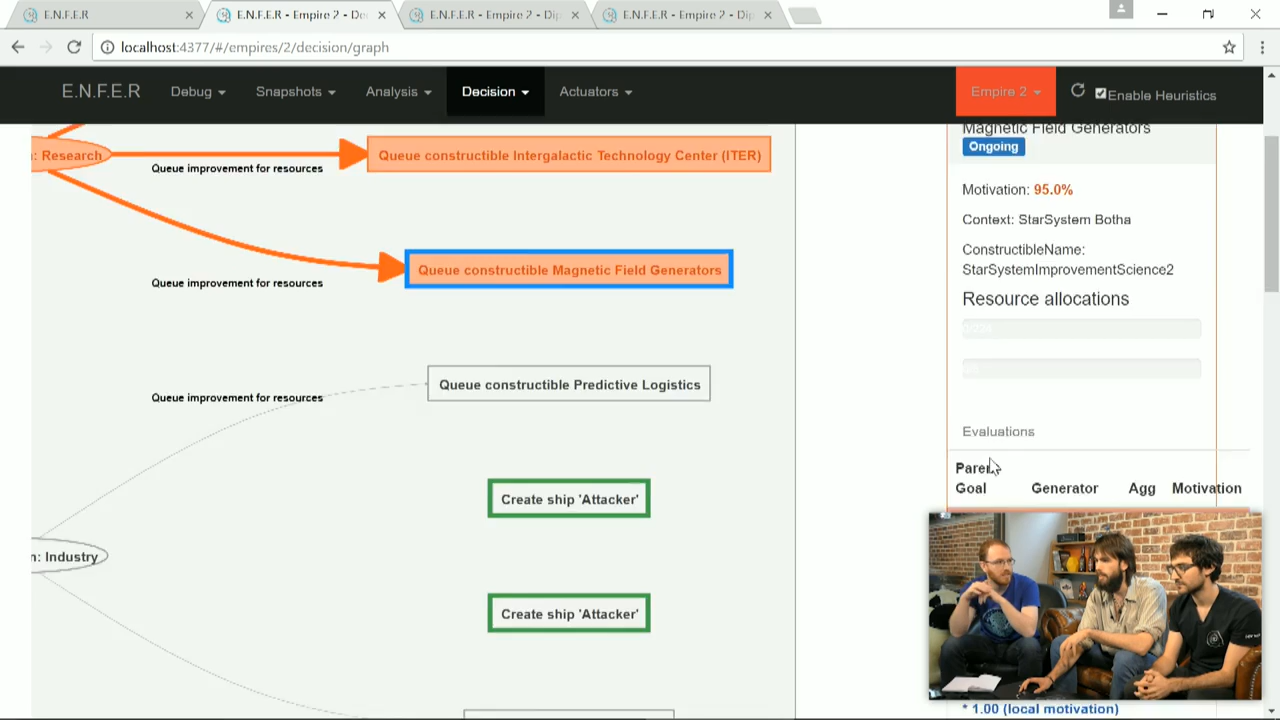 E.N.F.E.R
E.N.F.E.R - Empire 2 - De
E.N.F.E.R - Empire 2 - Dip
E.N.F.E.R - Empire 2 - Dip
localhost:4377/#/empires/2/decision/graph
E.N.F.E.R
Debug
Snapshots
Analysis
Decision
Actuators
Empire 2
Enable Heuristics
n: Research
Queue improvement for resources
Queue constructible Intergalactic Technology Center (ITER)
Queue improvement for resources
Queue constructible Magnetic Field Generators
Queue improvement for resources
Queue constructible Predictive Logistics
Create ship 'Attacker'
n: Industry
Create ship 'Attacker'
Magnetic Field Generators
Ongoing
Motivation: 95.0%
Context: StarSystem Botha
ConstructibleName:
StarSystemImprovementScience2
Resource allocations
Evaluations
Parent
Goal Generator Agg Motivation
* 1.00 (local motivation)